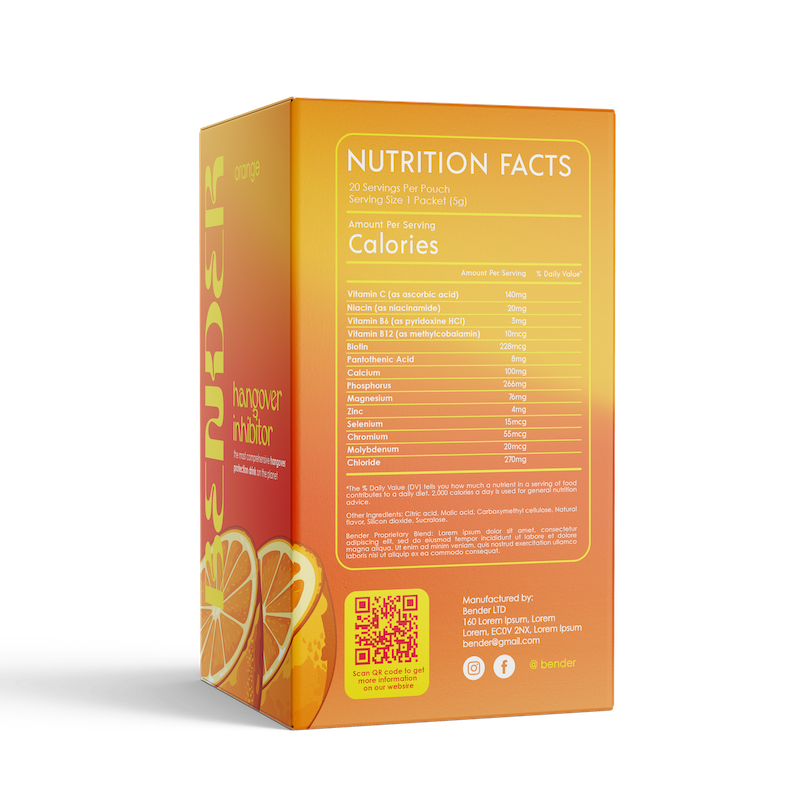 BENDER
orange
hangover
inhibitor
the most comprehensive hangover
protection drink on the planet
NUTRITION FACTS
20 Servings Per Pouch
Serving Size 1 Packet (5g)
Amount Per Serving
Calories
Amount Per Serving % Daily Value*
Vitamin C (as ascorbic acid) 140mg
Niacin (as niacinamide) 20mg
Vitamin B6 (as pyridoxine HCI) 3mg
Vitamin B12 (as methylcobalamin) 10mcg
Biotin 228mcg
Pantothenic Acid 8mg
Calcium 100mg
Phosphorus 266mg
Magnesium 76mg
Zinc 4mg
Selenium 15mcg
Chromium 55mcg
Molybdenum 20mcg
Chloride 270mg
*The % Daily Value (DV) tells you how much a nutrient in a serving of food
contributes to a daily diet. 2,000 calories a day is used for general nutrition
advice.
Other Ingredients: Citric acid, Malic acid, Carboxymethyl cellulose, Natural
flavor, Silicon dioxide, Sucralose.
Bender Proprietary Blend: Lorem ipsum dolor sit amet, consectetur
adipiscing elit, sed do eiusmod tempor incididunt ut labore et dolore
magna aliqua. Ut enim ad minim veniam, quis nostrud exercitation ullamco
laboris nisi ut aliquip ex ea commodo consequat.
Scan QR code to get
more information
on our websire
Manufactured by:
Bender LTD
160 Lorem Ipsum, Lorem
Lorem, EC0V 2NX, Lorem Ipsum
bender@gmail.com
@ bender